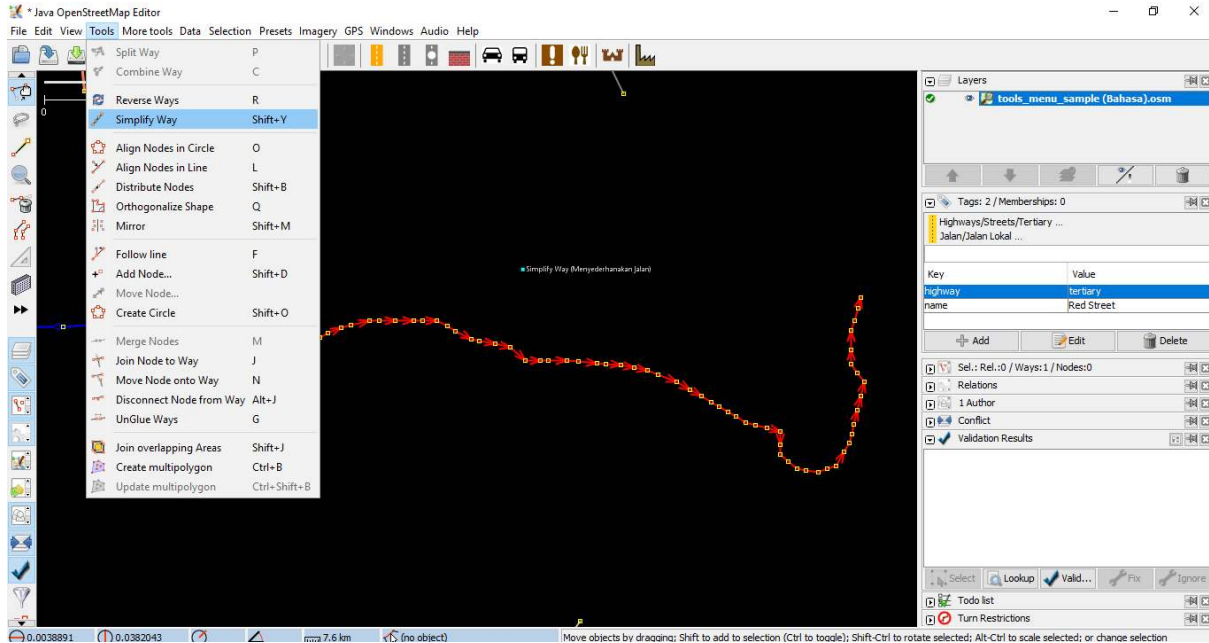 * Java OpenStreetMap Editor
File Edit View Tools More tools Data Selection Presets Imagery GPS Windows Audio Help
Split Way P
Combine Way C
Reverse Ways R
Simplify Way Shift+Y
Align Nodes in Circle O
Align Nodes in Line L
Distribute Nodes Shift+B
Orthogonalize Shape Q
Mirror Shift+M
Follow line F
Add Node... Shift+D
Move Node...
Create Circle Shift+O
Merge Nodes M
Join Node to Way J
Move Node onto Way N
Disconnect Node from Way Alt+J
UnGlue Ways G
Join overlapping Areas Shift+J
Create multipolygon Ctrl+B
Update multipolygon Ctrl+Shift+B
0
Simplify Way (Menyederhanakan Jalan)
Layers
tools_menu_sample (Bahasa).osm
Tags: 2 / Memberships: 0
Highways/Streets/Tertiary ...
Jalan/Jalan Lokal ...
Key Value
highway tertiary
name Red Street
Add Edit Delete
Sel.: Rel.:0 / Ways:1 / Nodes:0
Relations
1 Author
Conflict
Validation Results
Select Lookup Valid... Fix Ignore
Todo list
Turn Restrictions
0.0038891 0.0382043 7.6 km (no object) Move objects by dragging; Shift to add to selection (Ctrl to toggle); Shift-Ctrl to rotate selected; Alt-Ctrl to scale selected; or change selection